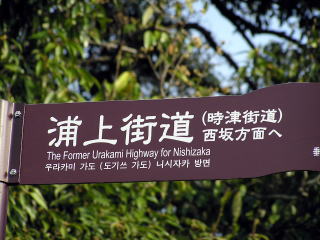 浦上街道 (時津街道)
西坂方面へ
The Former Urakami Highway for Nishizaka
우라카미 가도 (도기쓰 가도) 니시자카 방면